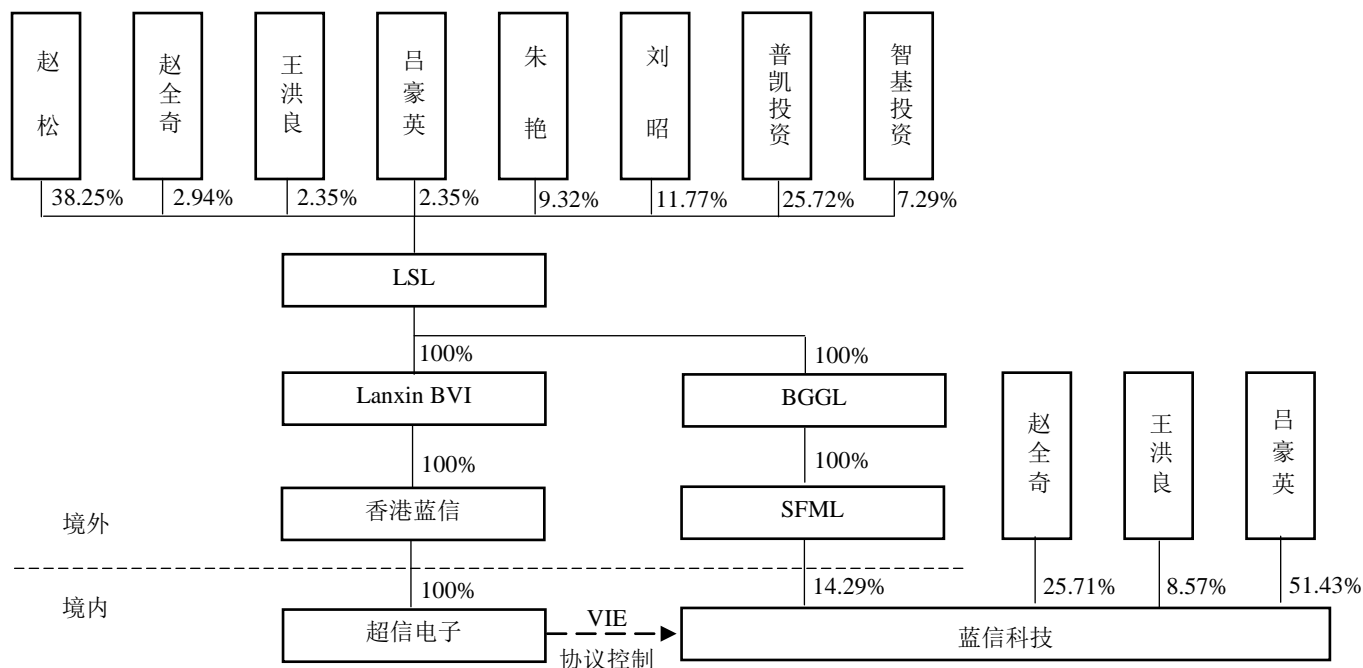 赵松
赵全奇
王洪良
吕豪英
朱艳
刘昭
普凯投资
智基投资
38.25%
2.94%
2.35%
2.35%
9.32%
11.77%
25.72%
7.29%
LSL
100%
100%
Lanxin BVI
BGGL
赵全奇
王洪良
吕豪英
100%
100%
香港蓝信
SFML
境外
境内
100%
14.29%
25.71%
8.57%
51.43%
超信电子
VIE
协议控制
蓝信科技